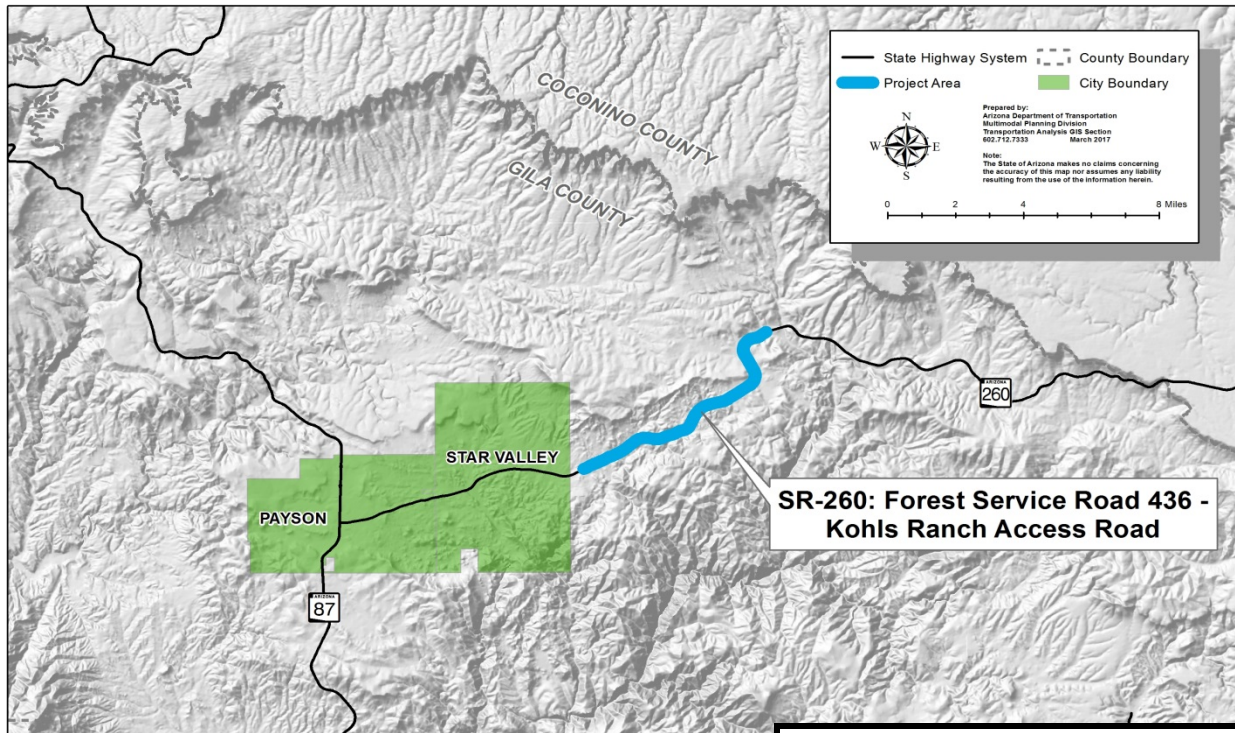 State Highway System
County Boundary
Project Area
City Boundary
N
W E
S
Prepared by:
Arizona Department of Transportation
Multimodal Planning Division
Transportation Analysis GIS Section
602.712.7333 March 2017
Note:
The State of Arizona makes no claims concerning
the accuracy of this map nor assumes any liability
resulting from the use of the information herein.
0 2 4 8 Miles
COCONINO COUNTY
GILA COUNTY
ARIZONA
260
STAR VALLEY
PAYSON
SR-260: Forest Service Road 436 -
Kohls Ranch Access Road
ARIZONA
87